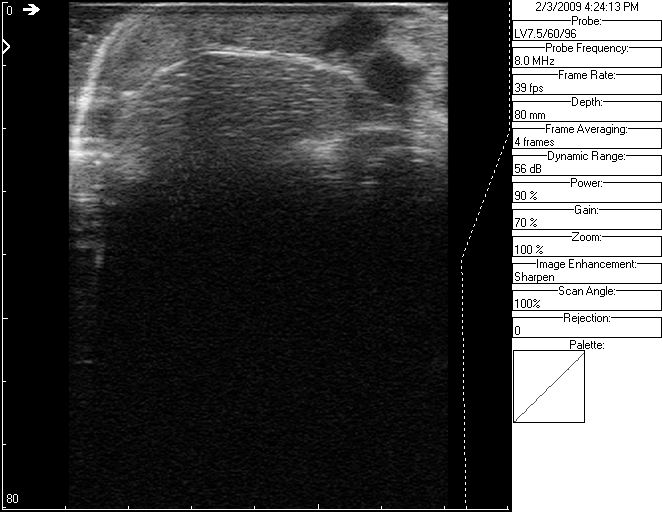 0
80
2/3/2009 4:24:13 PM
Probe:
LV7.5/60/96
Probe Frequency:
8.0 MHz
Frame Rate:
39 fps
Depth:
80 mm
Frame Averaging:
4 frames
Dynamic Range:
56 dB
Power:
90 %
Gain:
70 %
Zoom:
100 %
Image Enhancement:
Sharpen
Scan Angle:
100%
Rejection:
0
Palette: